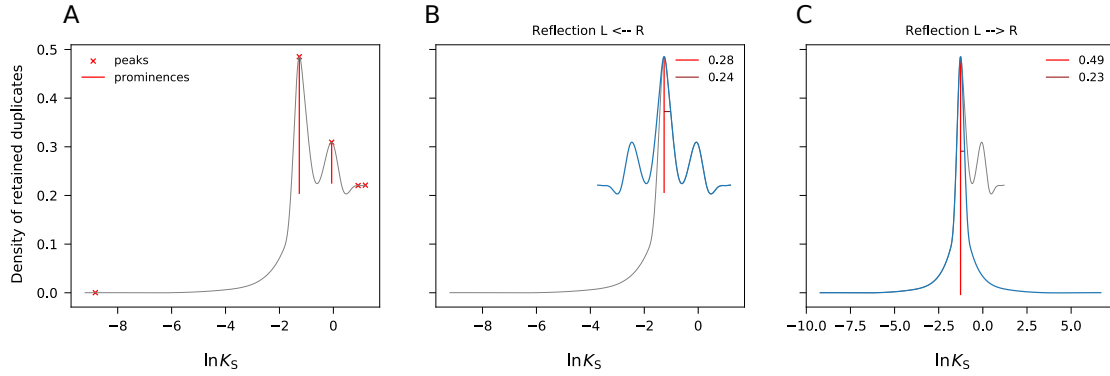 A
B
C
Reflection L <-- R
Reflection L --> R
Density of retained duplicates
0.5
0.4
0.3
0.2
0.1
0.0
peaks
prominences
0.28
0.24
0.49
0.23
−8 −6 −4 −2 0
−8 −6 −4 −2 0
−10.0 −7.5 −5.0 −2.5 0.0 2.5 5.0
ln K_S
ln K_S
ln K_S